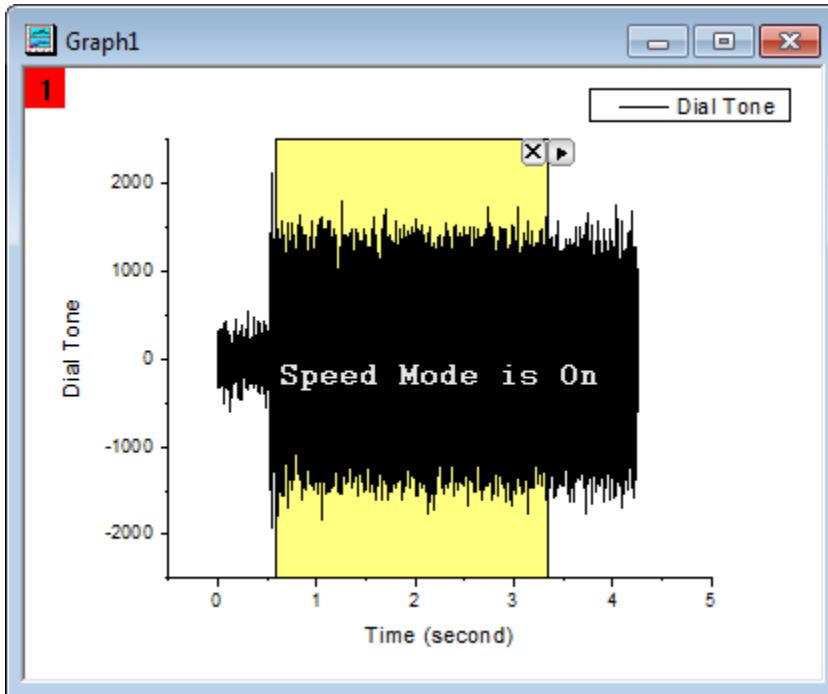 Graph1
1
Dial Tone
2000
1000
0
-1000
-2000
Dial Tone
Speed Mode is On
0 1 2 3 4 5
Time (second)